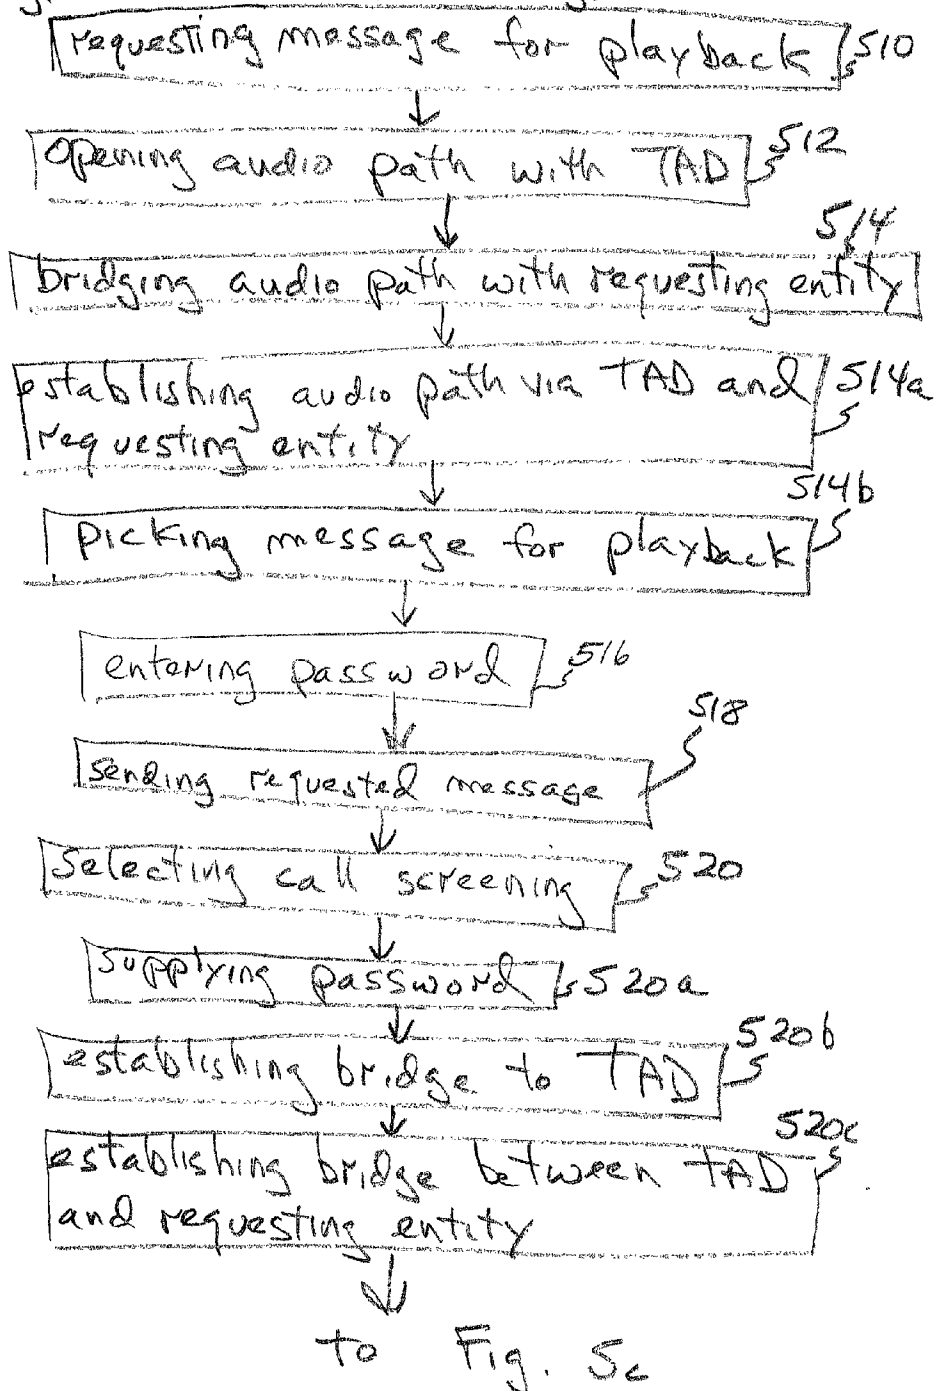 requesting message for playback 510
opening audio path with TAD 512
514
bridging audio path with requesting entity
establishing audio path via TAD and 514a
requesting entity
514b
picking message for playback
entering password 516
518
sending requested message
selecting call screening 520
supplying password 520a
520b
establishing bridge to TAD
520c
establishing bridge between TAD
and requesting entity
to Fig. 5c